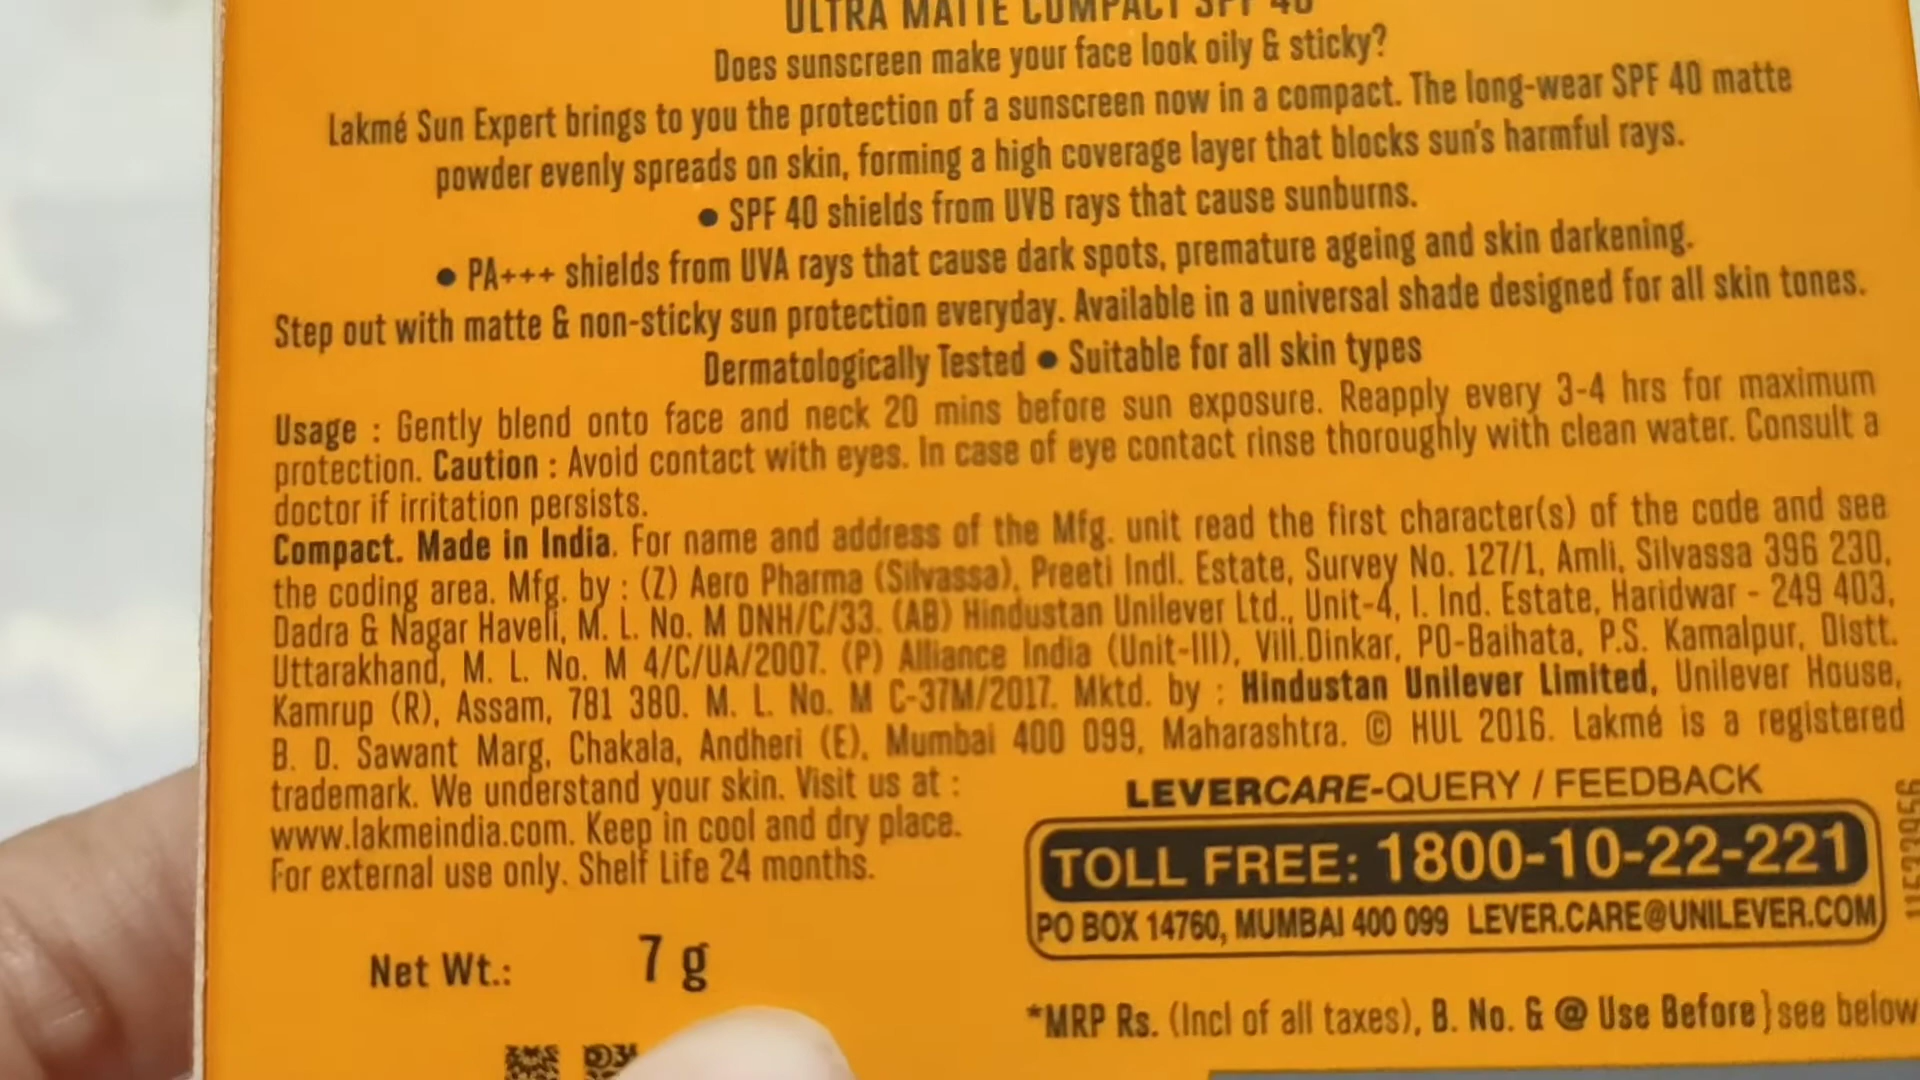 ULTRA MATTE COMPACT SPF 40
Does sunscreen make your face look oily & sticky?
Lakmé Sun Expert brings to you the protection of a sunscreen now in a compact. The long-wear SPF 40 matte
powder evenly spreads on skin, forming a high coverage layer that blocks sun's harmful rays.
● SPF 40 shields from UVB rays that cause sunburns.
● PA+++ shields from UVA rays that cause dark spots, premature ageing and skin darkening.
Step out with matte & non-sticky sun protection everyday. Available in a universal shade designed for all skin tones.
Dermatologically Tested ● Suitable for all skin types
Usage : Gently blend onto face and neck 20 mins before sun exposure. Reapply every 3-4 hrs for maximum
protection. Caution : Avoid contact with eyes. In case of eye contact rinse thoroughly with clean water. Consult a
doctor if irritation persists.
Compact. Made in India. For name and address of the Mfg. unit read the first character(s) of the code and see
the coding area. Mfg. by : (Z) Aero Pharma (Silvassa), Preeti Indl. Estate, Survey No. 127/1, Amli, Silvassa 396 230,
Dadra & Nagar Haveli, M. L. No. M DNH/C/33. (AB) Hindustan Unilever Ltd., Unit-4, I. Ind. Estate, Haridwar - 249 403,
Uttarakhand, M. L. No. M 4/C/UA/2007. (P) Alliance India (Unit-III), Vill.Dinkar, PO-Baihata, P.S. Kamalpur, Distt.
Kamrup (R), Assam, 781 380. M. L. No. M C-37M/2017. Mktd. by : Hindustan Unilever Limited, Unilever House,
B. D. Sawant Marg, Chakala, Andheri (E), Mumbai 400 099, Maharashtra. © HUL 2016. Lakmé is a registered
trademark. We understand your skin. Visit us at :
www.lakmeindia.com. Keep in cool and dry place.
For external use only. Shelf Life 24 months.
LEVERCARE-QUERY / FEEDBACK
TOLL FREE: 1800-10-22-221
PO BOX 14760, MUMBAI 400 099 LEVER.CARE@UNILEVER.COM
Net Wt.: 7 g
*MRP Rs. (Incl of all taxes), B. No. & @ Use Before } see below